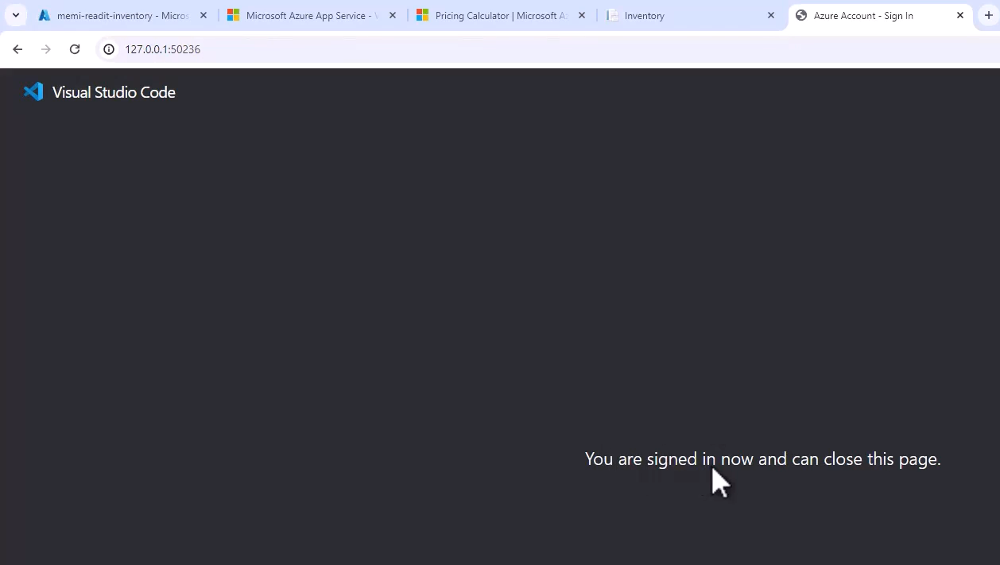 memi-readit-inventory - Micros
Microsoft Azure App Service -
Pricing Calculator | Microsoft A
Inventory
Azure Account - Sign In
127.0.0.1:50236
Visual Studio Code
You are signed in now and can close this page.